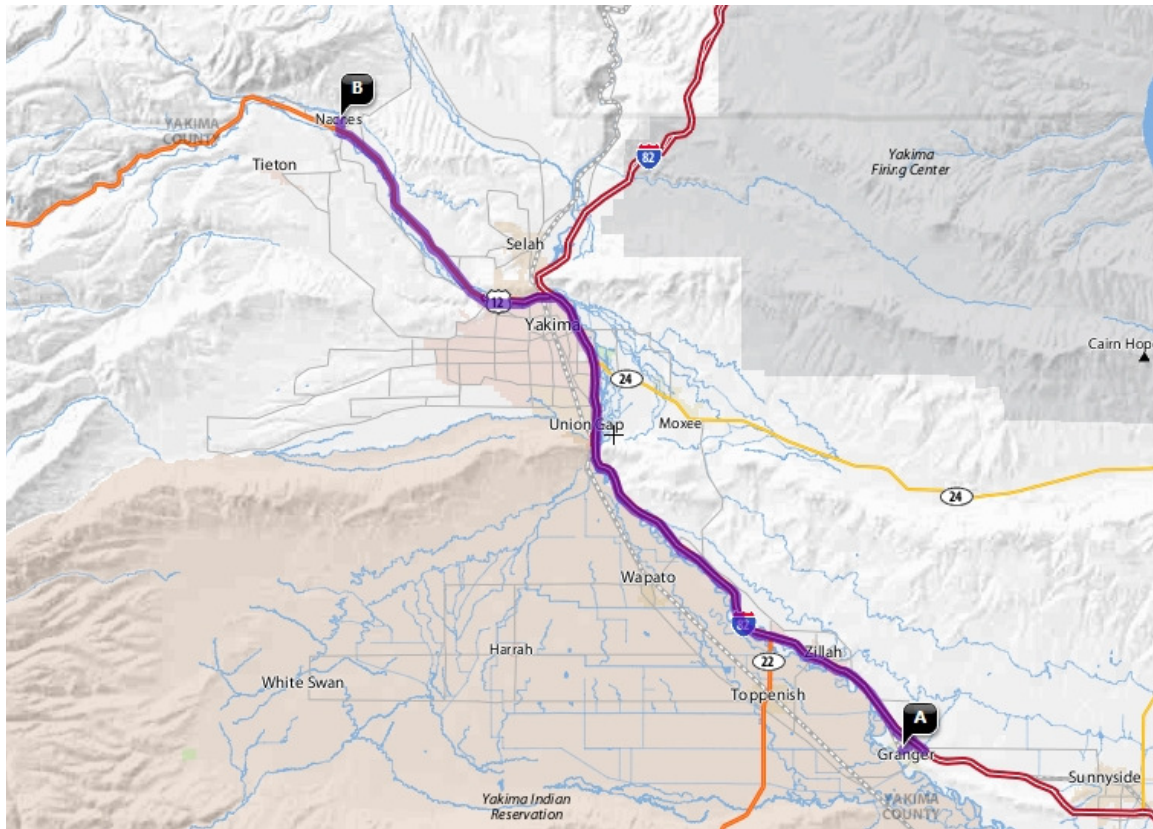 B
Naches
YAKIMA
COUNTY
Tieton
82
Yakima
Firing Center
Selah
12
Yakima
Cairn Hop
24
Union Gap
Moxee
24
Wapato
82
Harrah
Zillah
22
White Swan
Toppenish
A
Granger
Sunnyside
Yakima Indian
Reservation
YAKIMA
COUNTY